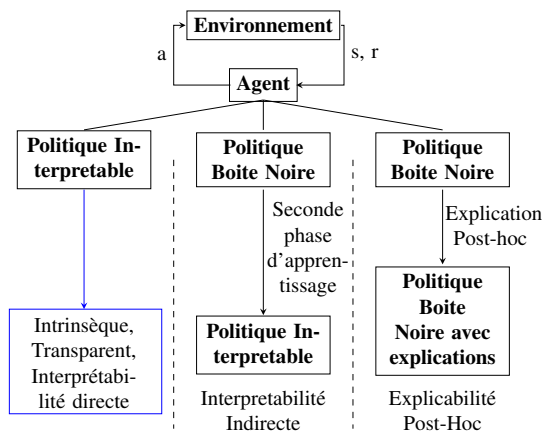 Environnement
a
s, r
Agent
Politique In-
terpretable
Politique
Boite Noire
Politique
Boite Noire
Seconde
phase
d'appren-
tissage
Explication
Post-hoc
Intrinsèque,
Transparent,
Interprétabi-
lité directe
Politique In-
terpretable
Politique
Boite
Noire avec
explications
Interpretabilité
Indirecte
Explicabilité
Post-Hoc